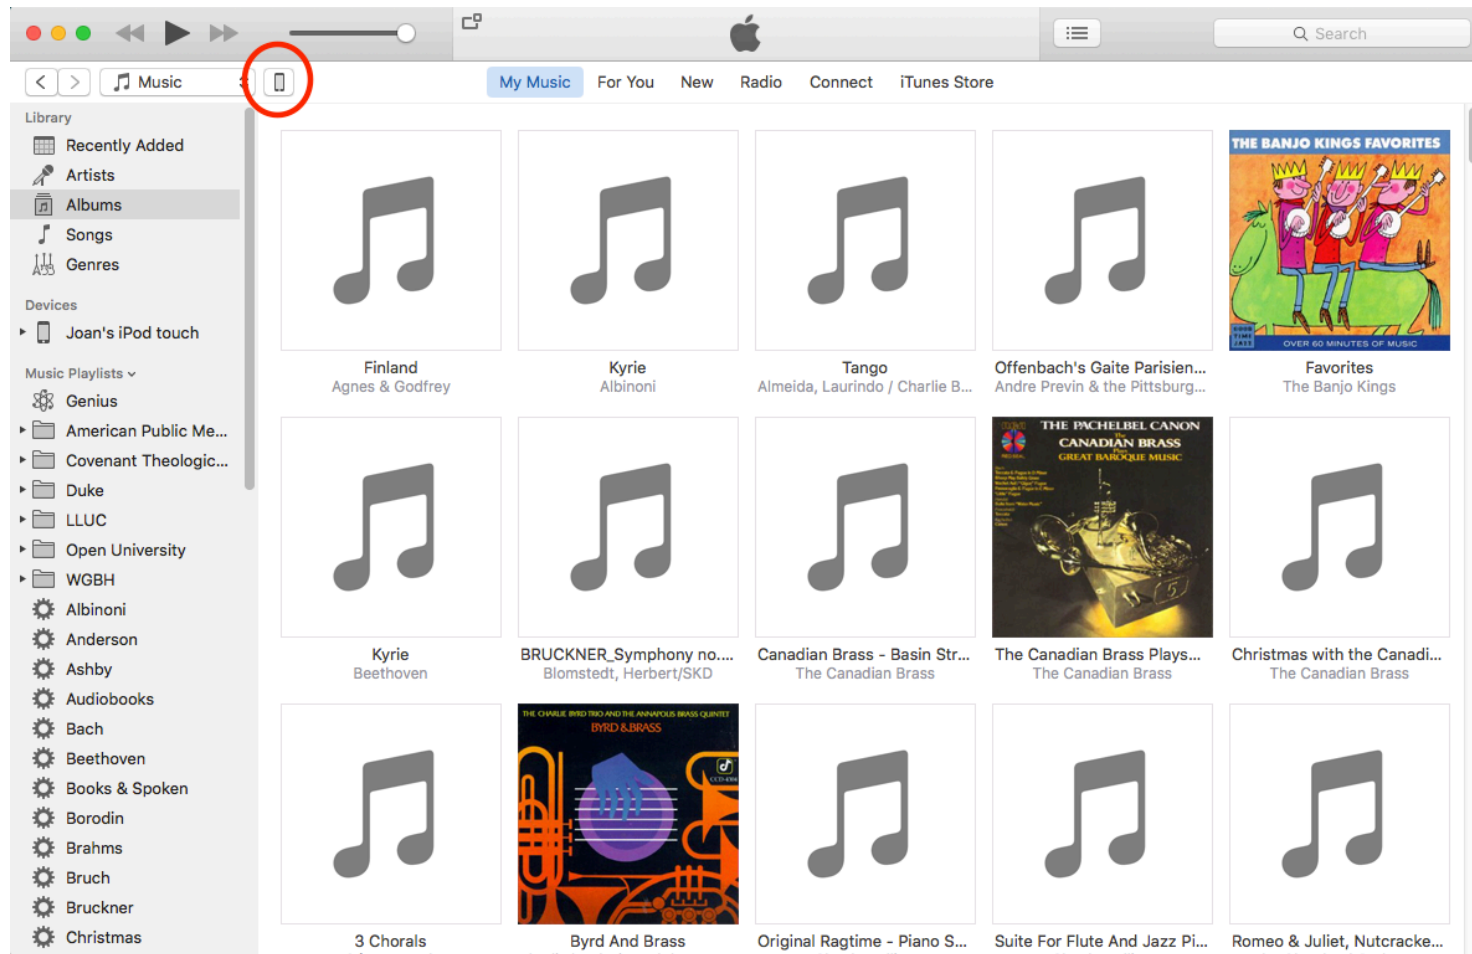 Search
Music
My Music
For You
New
Radio
Connect
iTunes Store
Library
Recently Added
Artists
Albums
Songs
Genres
Devices
Joan's iPod touch
Music Playlists
Genius
American Public Me...
Covenant Theologic...
Duke
LLUC
Open University
WGBH
Albinoni
Anderson
Ashby
Audiobooks
Bach
Beethoven
Books & Spoken
Borodin
Brahms
Bruch
Bruckner
Christmas
THE BANJO KINGS FAVORITES
GOOD
TIME
JAZZ
OVER 60 MINUTES OF MUSIC
Finland
Agnes & Godfrey
Kyrie
Albinoni
Tango
Almeida, Laurindo / Charlie B...
Offenbach's Gaite Parisien...
Andre Previn & the Pittsburg...
Favorites
The Banjo Kings
THE PACHELBEL CANON
The
CANADIAN BRASS
Plays
GREAT BAROQUE MUSIC
5
Kyrie
Beethoven
BRUCKNER_Symphony no....
Blomstedt, Herbert/SKD
Canadian Brass - Basin Str...
The Canadian Brass
The Canadian Brass Plays...
The Canadian Brass
Christmas with the Canadi...
The Canadian Brass
THE CHARLIE BYRD TRIO AND THE ANNAPOLIS BRASS QUINTET
BYRD & BRASS
3 Chorals
Byrd And Brass
Original Ragtime - Piano S...
Suite For Flute And Jazz Pi...
Romeo & Juliet, Nutcracke...